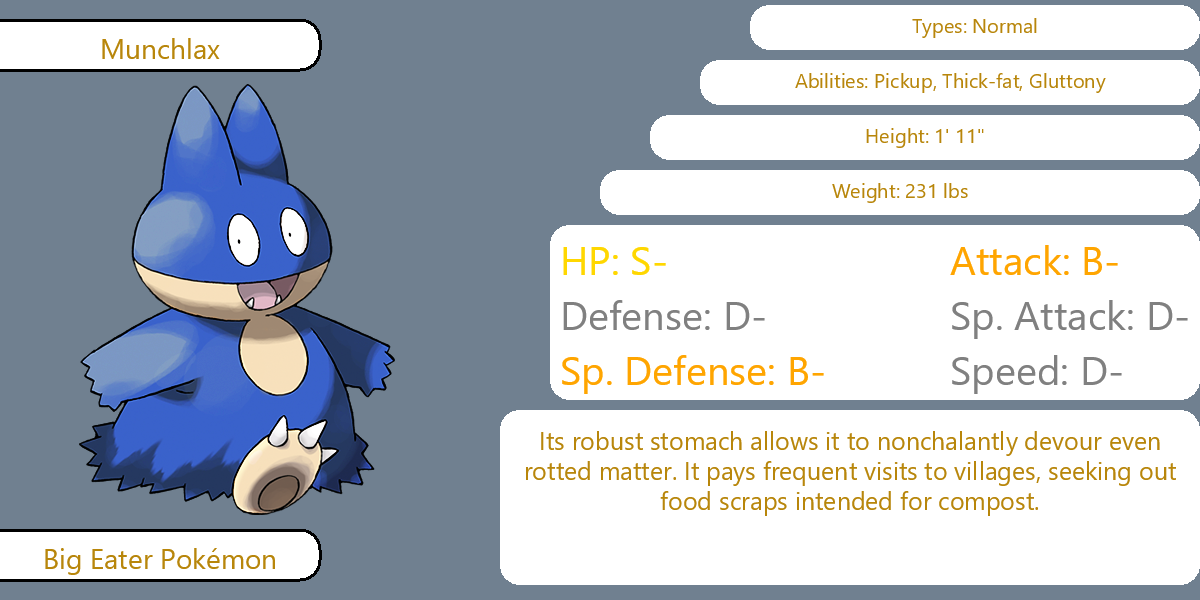 Munchlax
Types: Normal
Abilities: Pickup, Thick-fat, Gluttony
Height: 1' 11"
Weight: 231 lbs
HP: S-
Attack: B-
Defense: D-
Sp. Attack: D-
Sp. Defense: B-
Speed: D-
Its robust stomach allows it to nonchalantly devour even
rotted matter. It pays frequent visits to villages, seeking out
food scraps intended for compost.
Big Eater Pokémon